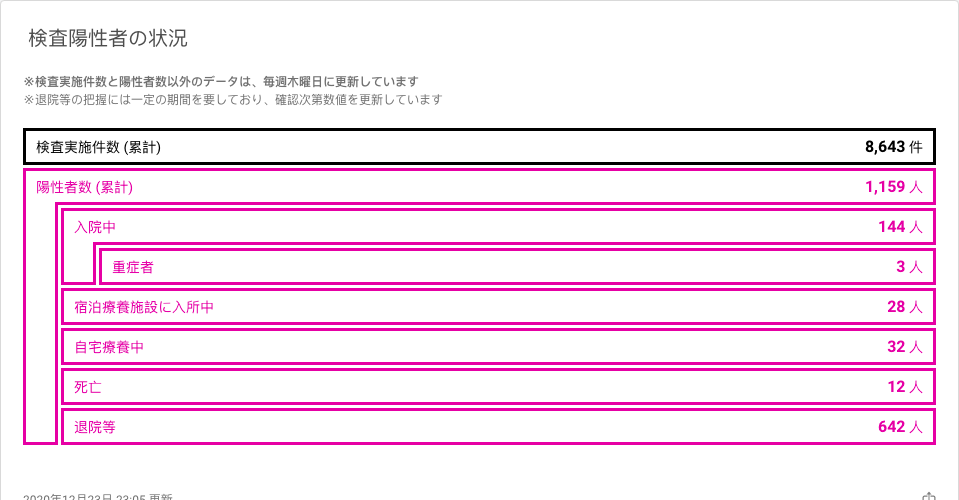 検査陽性者の状況
※検査実施件数と陽性者数以外のデータは、毎週木曜日に更新しています
※退院等の把握には一定の期間を要しており、確認次第数値を更新しています
検査実施件数 (累計) 8,643 件
陽性者数 (累計) 1,159 人
入院中 144 人
重症者 3 人
宿泊療養施設に入所中 28 人
自宅療養中 32 人
死亡 12 人
退院等 642 人
2020年12月23日 23:05 更新